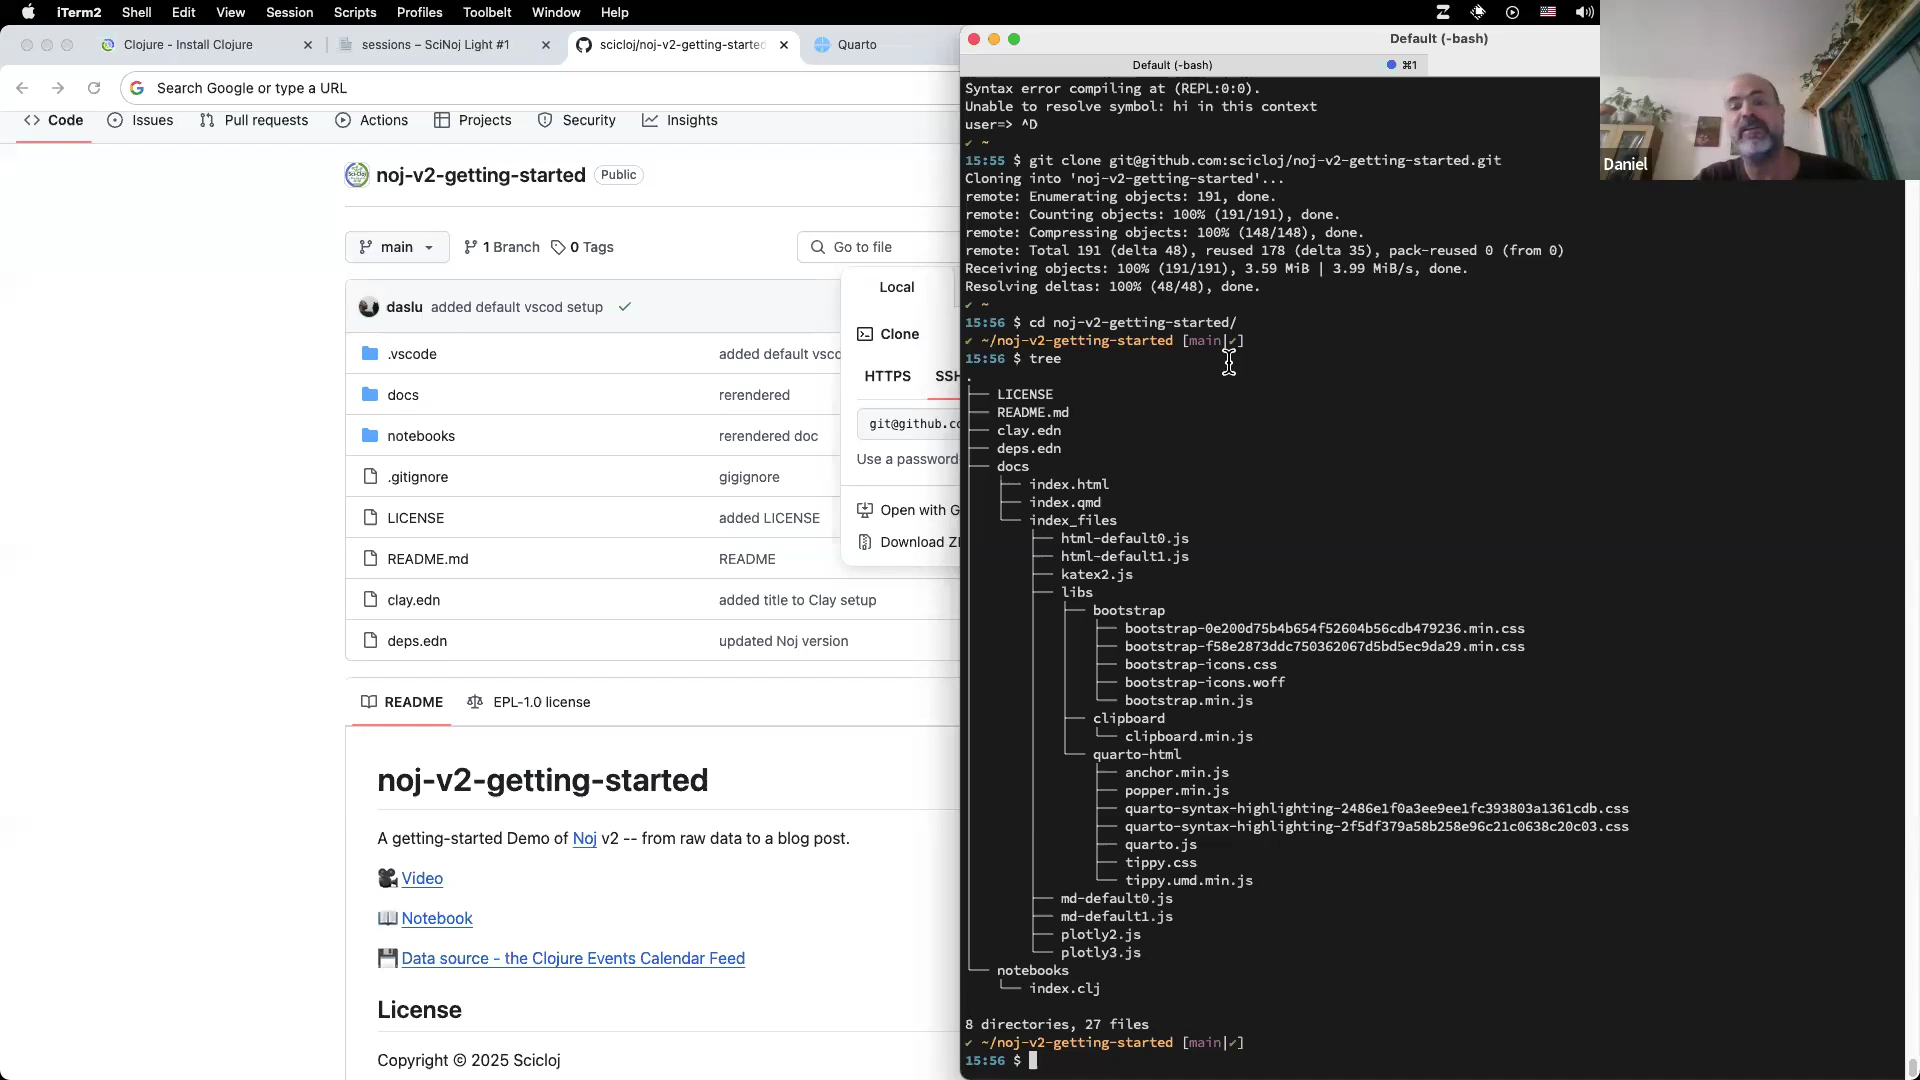 iTerm2 Shell Edit View Session Scripts Profiles Toolbelt Window Help
Clojure - Install Clojure
sessions – SciNoj Light #1
scicloj/noj-v2-getting-started
Quarto
Search Google or type a URL
Code
Issues
Pull requests
Actions
Projects
Security
Insights
noj-v2-getting-started
Public
main
1 Branch
0 Tags
Go to file
daslu added default vscod setup
.vscode added default vscc
docs rerendered
notebooks rerendered doc
.gitignore gigignore
LICENSE added LICENSE
README.md README
clay.edn added title to Clay setup
deps.edn updated Noj version
Local
Clone
HTTPS SSH
git@github.cc
Use a password
Open with G
Download ZI
README
EPL-1.0 license
noj-v2-getting-started
A getting-started Demo of Noj v2 -- from raw data to a blog post.
Video
Notebook
Data source - the Clojure Events Calendar Feed
License
Copyright © 2025 Scicloj
Default (-bash)
Default (-bash)
⌘1
Syntax error compiling at (REPL:0:0).
Unable to resolve symbol: hi in this context
user=> ^D
✔ ~
15:55 $ git clone git@github.com:scicloj/noj-v2-getting-started.git
Cloning into 'noj-v2-getting-started'...
remote: Enumerating objects: 191, done.
remote: Counting objects: 100% (191/191), done.
remote: Compressing objects: 100% (148/148), done.
remote: Total 191 (delta 48), reused 178 (delta 35), pack-reused 0 (from 0)
Receiving objects: 100% (191/191), 3.59 MiB | 3.99 MiB/s, done.
Resolving deltas: 100% (48/48), done.
✔ ~
15:56 $ cd noj-v2-getting-started/
✔ ~/noj-v2-getting-started [main|✔]
15:56 $ tree
.
├── LICENSE
├── README.md
├── clay.edn
├── deps.edn
├── docs
│   ├── index.html
│   ├── index.qmd
│   └── index_files
│       ├── html-default0.js
│       ├── html-default1.js
│       ├── katex2.js
│       ├── libs
│       │   ├── bootstrap
│       │   │   ├── bootstrap-0e200d75b4b654f52604b56cdb479236.min.css
│       │   │   ├── bootstrap-f58e2873ddc750362067d5bd5ec9da29.min.css
│       │   │   ├── bootstrap-icons.css
│       │   │   ├── bootstrap-icons.woff
│       │   │   └── bootstrap.min.js
│       │   ├── clipboard
│       │   │   └── clipboard.min.js
│       │   └── quarto-html
│       │       ├── anchor.min.js
│       │       ├── popper.min.js
│       │       ├── quarto-syntax-highlighting-2486e1f0a3ee9ee1fc393803a1361cdb.css
│       │       ├── quarto-syntax-highlighting-2f5df379a58b258e96c21c0638c20c03.css
│       │       ├── quarto.js
│       │       ├── tippy.css
│       │       └── tippy.umd.min.js
│       ├── md-default0.js
│       ├── md-default1.js
│       ├── plotly2.js
│       └── plotly3.js
└── notebooks
    └── index.clj
8 directories, 27 files
✔ ~/noj-v2-getting-started [main|✔]
15:56 $
Daniel